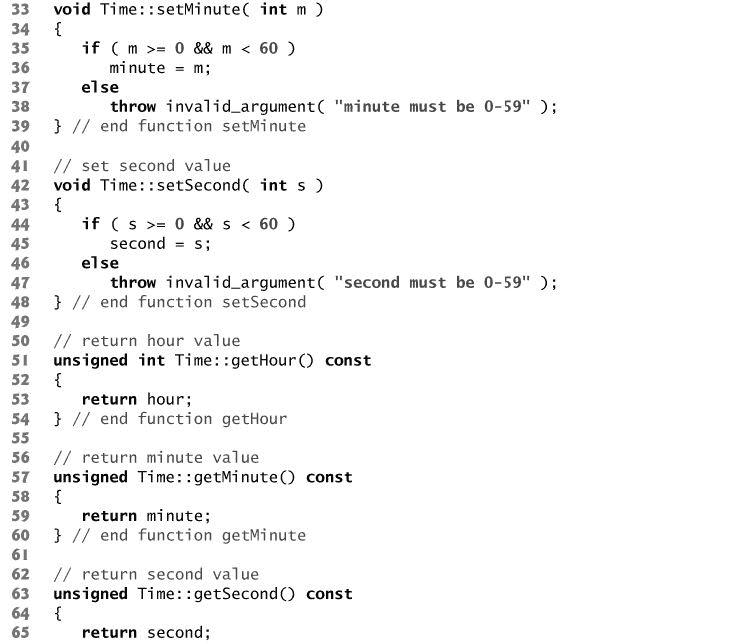 33 void Time::setMinute( int m )
34 {
35    if ( m >= 0 && m < 60 )
36       minute = m;
37    else
38       throw invalid_argument( "minute must be 0-59" );
39 } // end function setMinute
40
41 // set second value
42 void Time::setSecond( int s )
43 {
44    if ( s >= 0 && s < 60 )
45       second = s;
46    else
47       throw invalid_argument( "second must be 0-59" );
48 } // end function setSecond
49
50 // return hour value
51 unsigned int Time::getHour() const
52 {
53    return hour;
54 } // end function getHour
55
56 // return minute value
57 unsigned Time::getMinute() const
58 {
59    return minute;
60 } // end function getMinute
61
62 // return second value
63 unsigned Time::getSecond() const
64 {
65    return second;